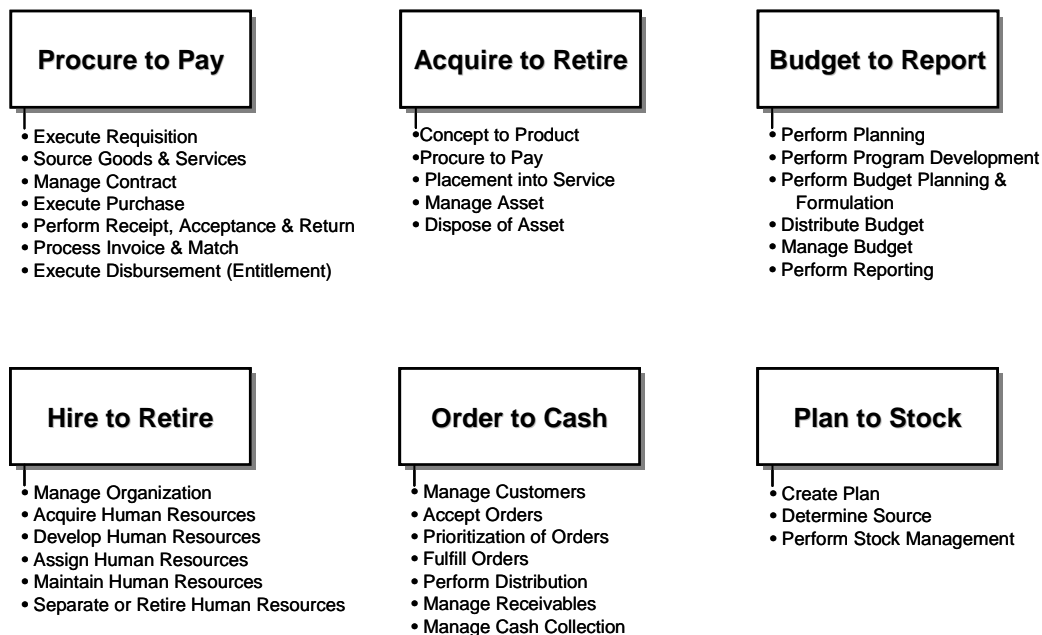 Procure to Pay
• Execute Requisition
• Source Goods & Services
• Manage Contract
• Execute Purchase
• Perform Receipt, Acceptance & Return
• Process Invoice & Match
• Execute Disbursement (Entitlement)
Acquire to Retire
•Concept to Product
•Procure to Pay
• Placement into Service
• Manage Asset
• Dispose of Asset
Budget to Report
• Perform Planning
• Perform Program Development
• Perform Budget Planning &
Formulation
• Distribute Budget
• Manage Budget
• Perform Reporting
Hire to Retire
• Manage Organization
• Acquire Human Resources
• Develop Human Resources
• Assign Human Resources
• Maintain Human Resources
• Separate or Retire Human Resources
Order to Cash
• Manage Customers
• Accept Orders
• Prioritization of Orders
• Fulfill Orders
• Perform Distribution
• Manage Receivables
• Manage Cash Collection
Plan to Stock
• Create Plan
• Determine Source
• Perform Stock Management